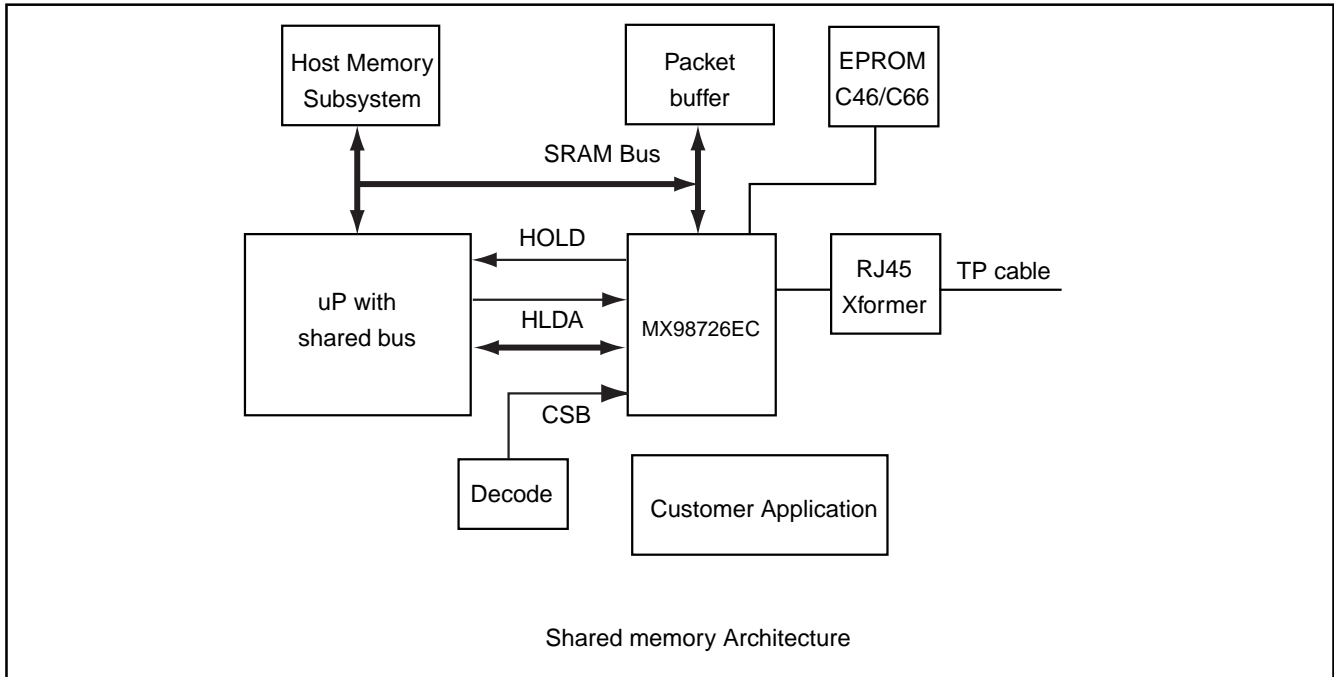 Host Memory
Subsystem
Packet
buffer
EPROM
C46/C66
SRAM Bus
HOLD
uP with
shared bus
HLDA
MX98726EC
RJ45
Xformer
TP cable
CSB
Decode
Customer Application
Shared memory Architecture